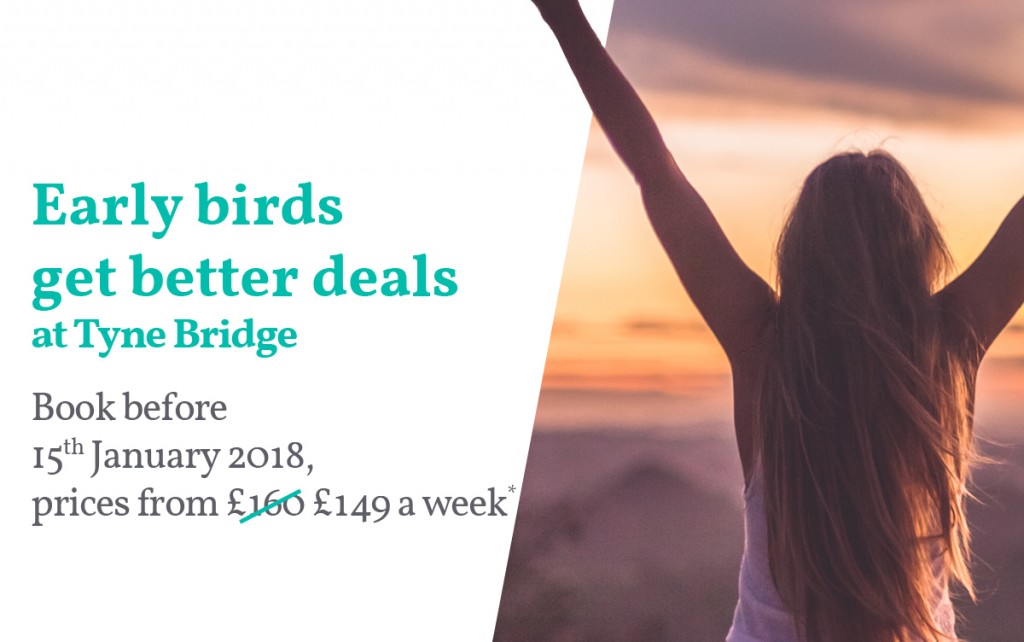 Early birds
get better deals
at Tyne Bridge
Book before
15th January 2018,
prices from £160 £149 a week*